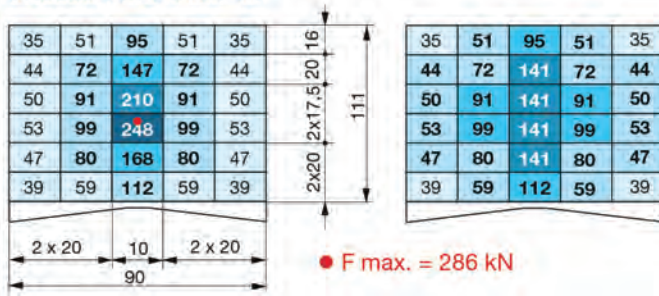 35 51 95 51 35
44 72 147 72 44
50 91 210 91 50
53 99 248 99 53
47 80 168 80 47
39 59 112 59 39
16
20
2x17,5
2x20
111
2 x 20 10 2 x 20
90
35 51 95 51 35
44 72 141 72 44
50 91 141 91 50
53 99 141 99 53
47 80 141 80 47
39 59 112 59 39
F max. = 286 kN